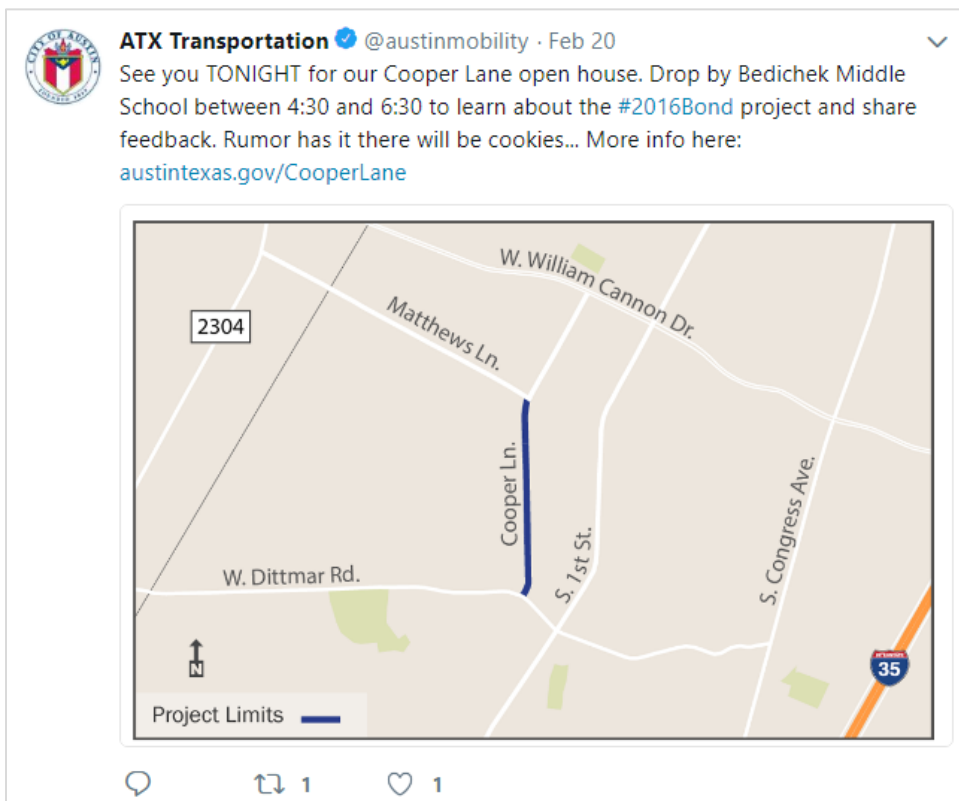 ATX Transportation @austinmobility · Feb 20
See you TONIGHT for our Cooper Lane open house. Drop by Bedichek Middle
School between 4:30 and 6:30 to learn about the #2016Bond project and share
feedback. Rumor has it there will be cookies... More info here:
austintexas.gov/CooperLane
CITY OF AUSTIN
W. William Cannon Dr.
Matthews Ln.
2304
Cooper Ln.
S. 1st St.
S. Congress Ave.
W. Dittmar Rd.
N
35
Project Limits
1
1